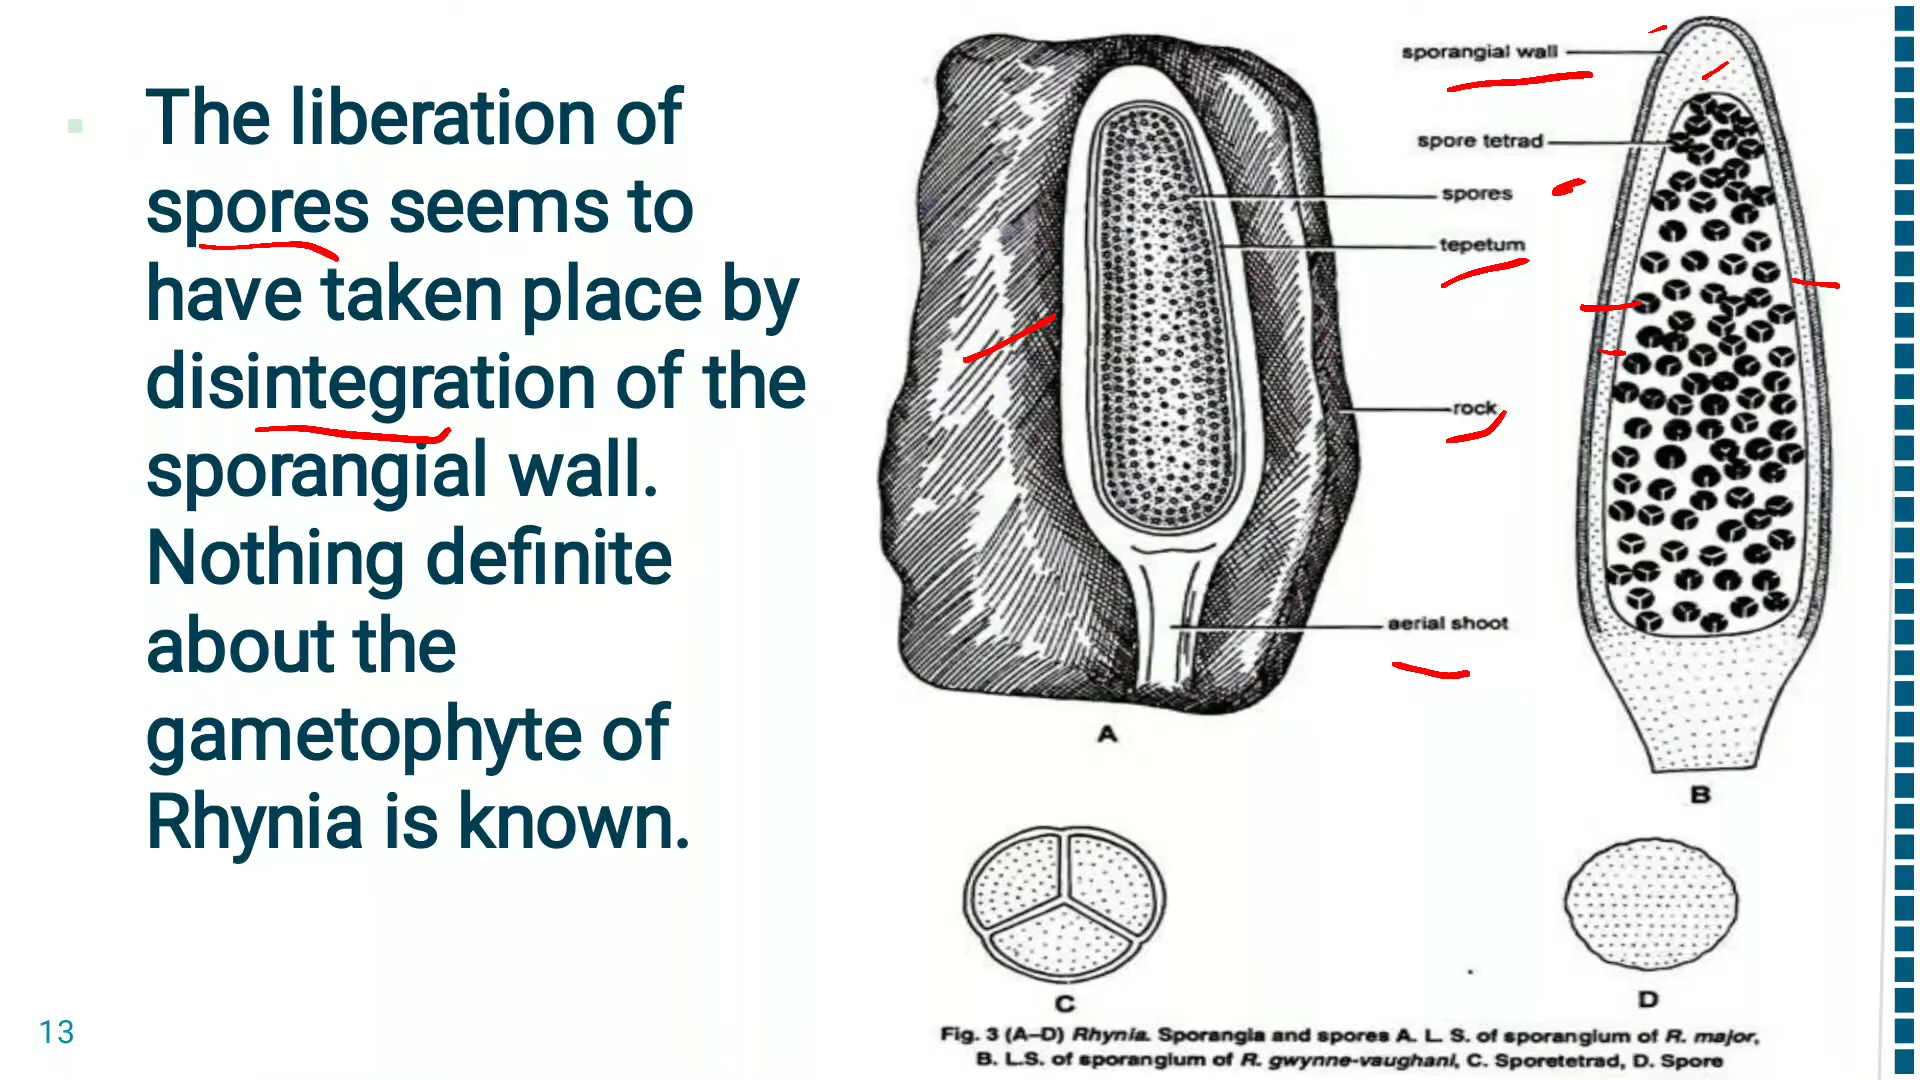 The liberation of
spores seems to
have taken place by
disintegration of the
sporangial wall.
Nothing definite
about the
gametophyte of
Rhynia is known.
13
sporangial wall
spore tetrad
spores
tepetum
rock
aerial shoot
A
B
C
D
Fig. 3 (A–D) Rhynia. Sporangia and spores A. L. S. of sporangium of R. major,
B. L.S. of sporangium of R. gwynne-vaughani, C. Sporetetrad, D. Spore